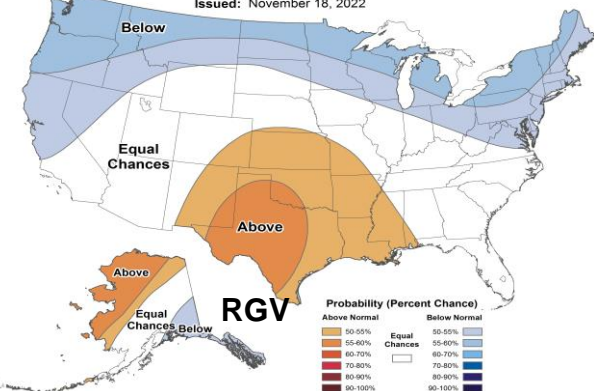 Issued: November 18, 2022
Below
Equal
Chances
Above
Above
Equal
Chances
Below
RGV
Probability (Percent Chance)
Above Normal
Below Normal
50-55%
55-60%
60-70%
70-80%
80-90%
90-100%
Equal
Chances
50-55%
55-60%
60-70%
70-80%
80-90%
90-100%